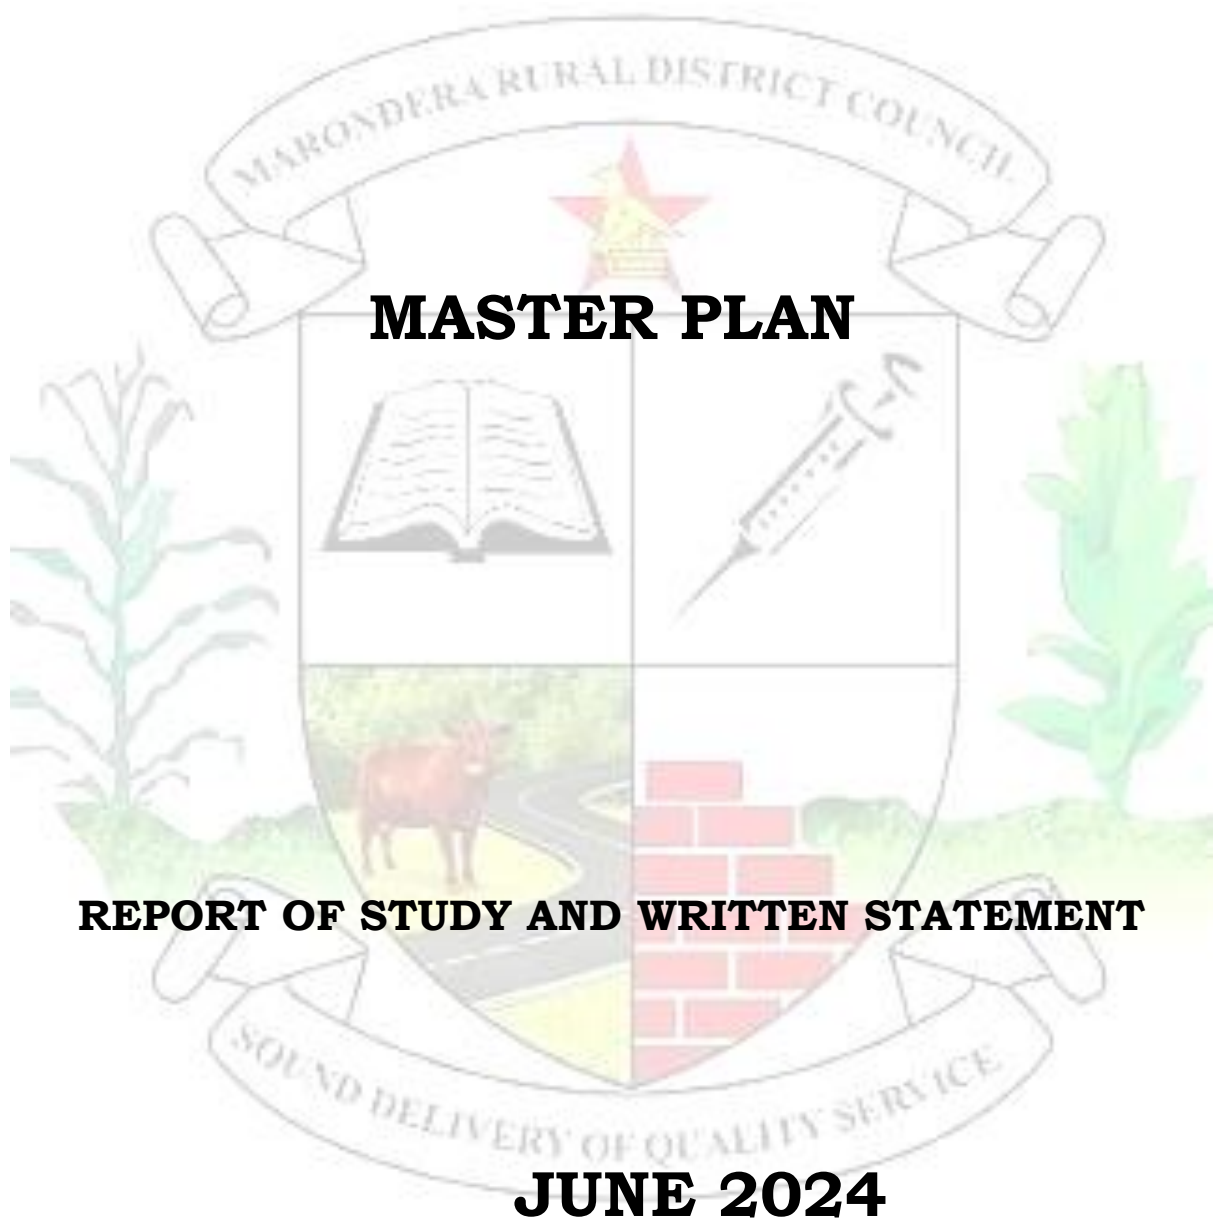 MARONDERA RURAL DISTRICT COUNCIL
MASTER PLAN
REPORT OF STUDY AND WRITTEN STATEMENT
SOUND DELIVERY OF QUALITY SERVICE
JUNE 2024